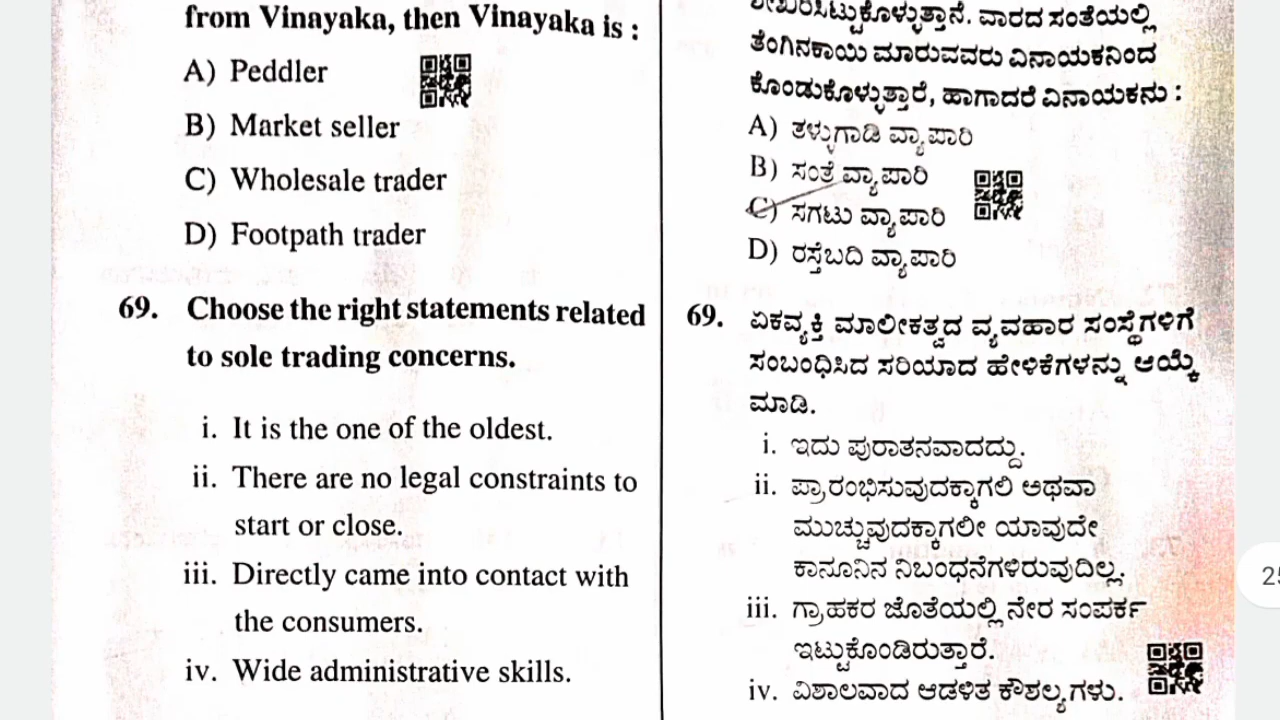 from Vinayaka, then Vinayaka is :
A) Peddler
B) Market seller
C) Wholesale trader
D) Footpath trader
69. Choose the right statements related
to sole trading concerns.
i. It is the one of the oldest.
ii. There are no legal constraints to
start or close.
iii. Directly came into contact with
the consumers.
iv. Wide administrative skills.
ವಾರದ ಸಂತೆಯಲ್ಲಿ
ತೆಂಗಿನಕಾಯಿ ಮಾರುವವರು ವಿನಾಯಕನಿಂದ
ಕೊಂಡುಕೊಳ್ಳುತ್ತಾರೆ, ಹಾಗಾದರೆ ವಿನಾಯಕನು :
A) ತಳ್ಳುಗಾಡಿ ವ್ಯಾಪಾರಿ
B) ಸಂತೆ ವ್ಯಾಪಾರಿ
C) ಸಗಟು ವ್ಯಾಪಾರಿ
D) ರಸ್ತೆಬದಿ ವ್ಯಾಪಾರಿ
69. ಏಕವ್ಯಕ್ತಿ ಮಾಲೀಕತ್ವದ ವ್ಯವಹಾರ ಸಂಸ್ಥೆಗಳಿಗೆ
ಸಂಬಂಧಿಸಿದ ಸರಿಯಾದ ಹೇಳಿಕೆಗಳನ್ನು ಆಯ್ಕೆ
ಮಾಡಿ.
i. ಇದು ಪುರಾತನವಾದದ್ದು.
ii. ಪ್ರಾರಂಭಿಸುವುದಕ್ಕಾಗಲಿ ಅಥವಾ
ಮುಚ್ಚುವುದಕ್ಕಾಗಲೀ ಯಾವುದೇ
ಕಾನೂನಿನ ನಿಬಂಧನೆಗಳಿರುವುದಿಲ್ಲ.
iii. ಗ್ರಾಹಕರ ಜೊತೆಯಲ್ಲಿ ನೇರ ಸಂಪರ್ಕ
ಇಟ್ಟುಕೊಂಡಿರುತ್ತಾರೆ.
iv. ವಿಶಾಲವಾದ ಆಡಳಿತ ಕೌಶಲ್ಯಗಳು.